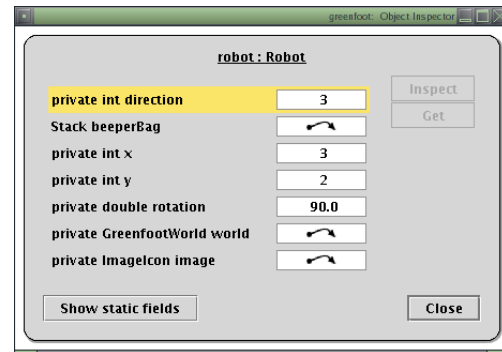 greenfoot: Object Inspector
robot : Robot
private int direction 3
Stack beeperBag
private int x 3
private int y 2
private double rotation 90.0
private GreenfootWorld world
private ImageIcon image
Inspect
Get
Show static fields
Close